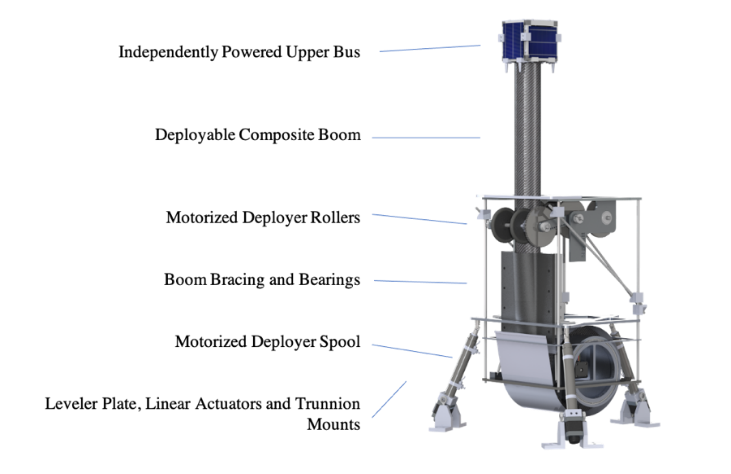 Independently Powered Upper Bus
Deployable Composite Boom
Motorized Deployer Rollers
Boom Bracing and Bearings
Motorized Deployer Spool
Leveler Plate, Linear Actuators and Trunnion
Mounts